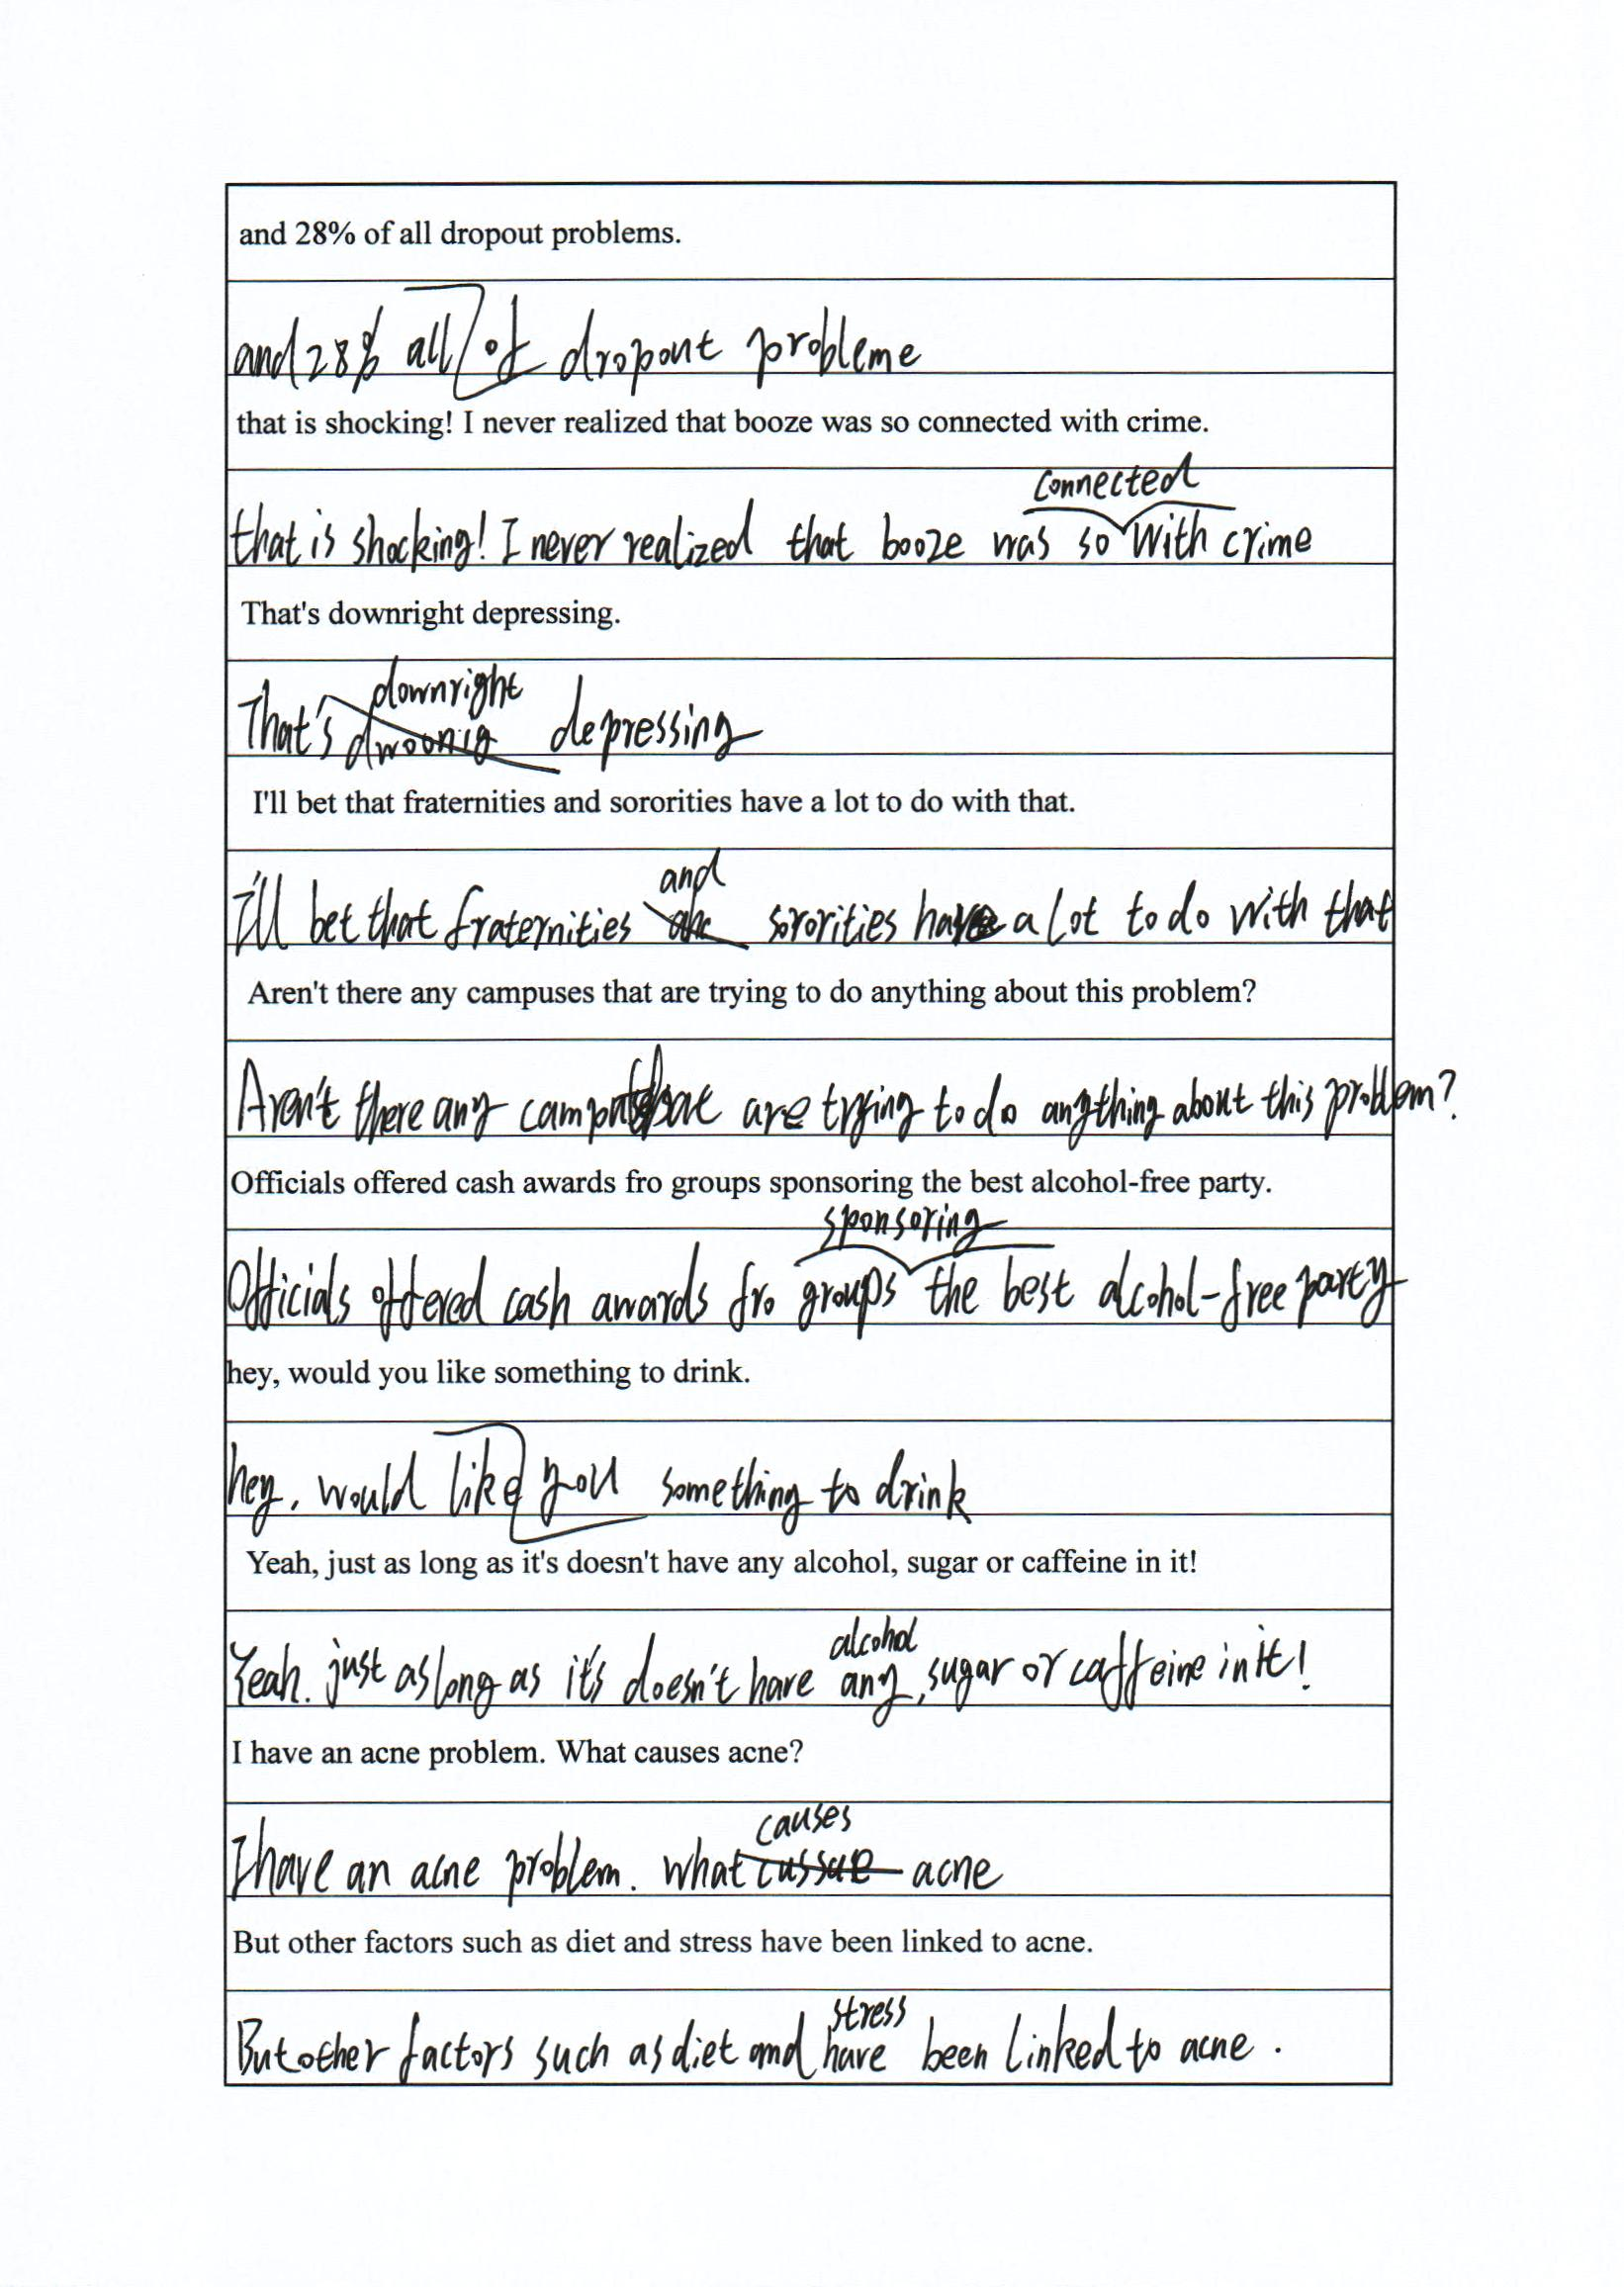 and 28% of all dropout problems.
and 28% all of dropout probleme
that is shocking! I never realized that booze was so connected with crime.
connected
that is shocking! I never realized that booze was so with crime
That's downright depressing.
downright
That's depressing
I'll bet that fraternities and sororities have a lot to do with that.
and
I'll bet that fraternities sororities have a lot to do with that
Aren't there any campuses that are trying to do anything about this problem?
Aren't there any that are trying to do anything about this problem?
Officials offered cash awards fro groups sponsoring the best alcohol-free party.
sponsoring
Officials offered cash awards fro groups the best alcohol-free party
hey, would you like something to drink.
hey, would like you something to drink
Yeah, just as long as it's doesn't have any alcohol, sugar or caffeine in it!
alcohol
Yeah. just as long as it's doesn't have any, sugar or caffeine in it!
I have an acne problem. What causes acne?
causes
I have an acne problem. what acne
But other factors such as diet and stress have been linked to acne.
stress
But other factors such as diet and have been linked to acne.